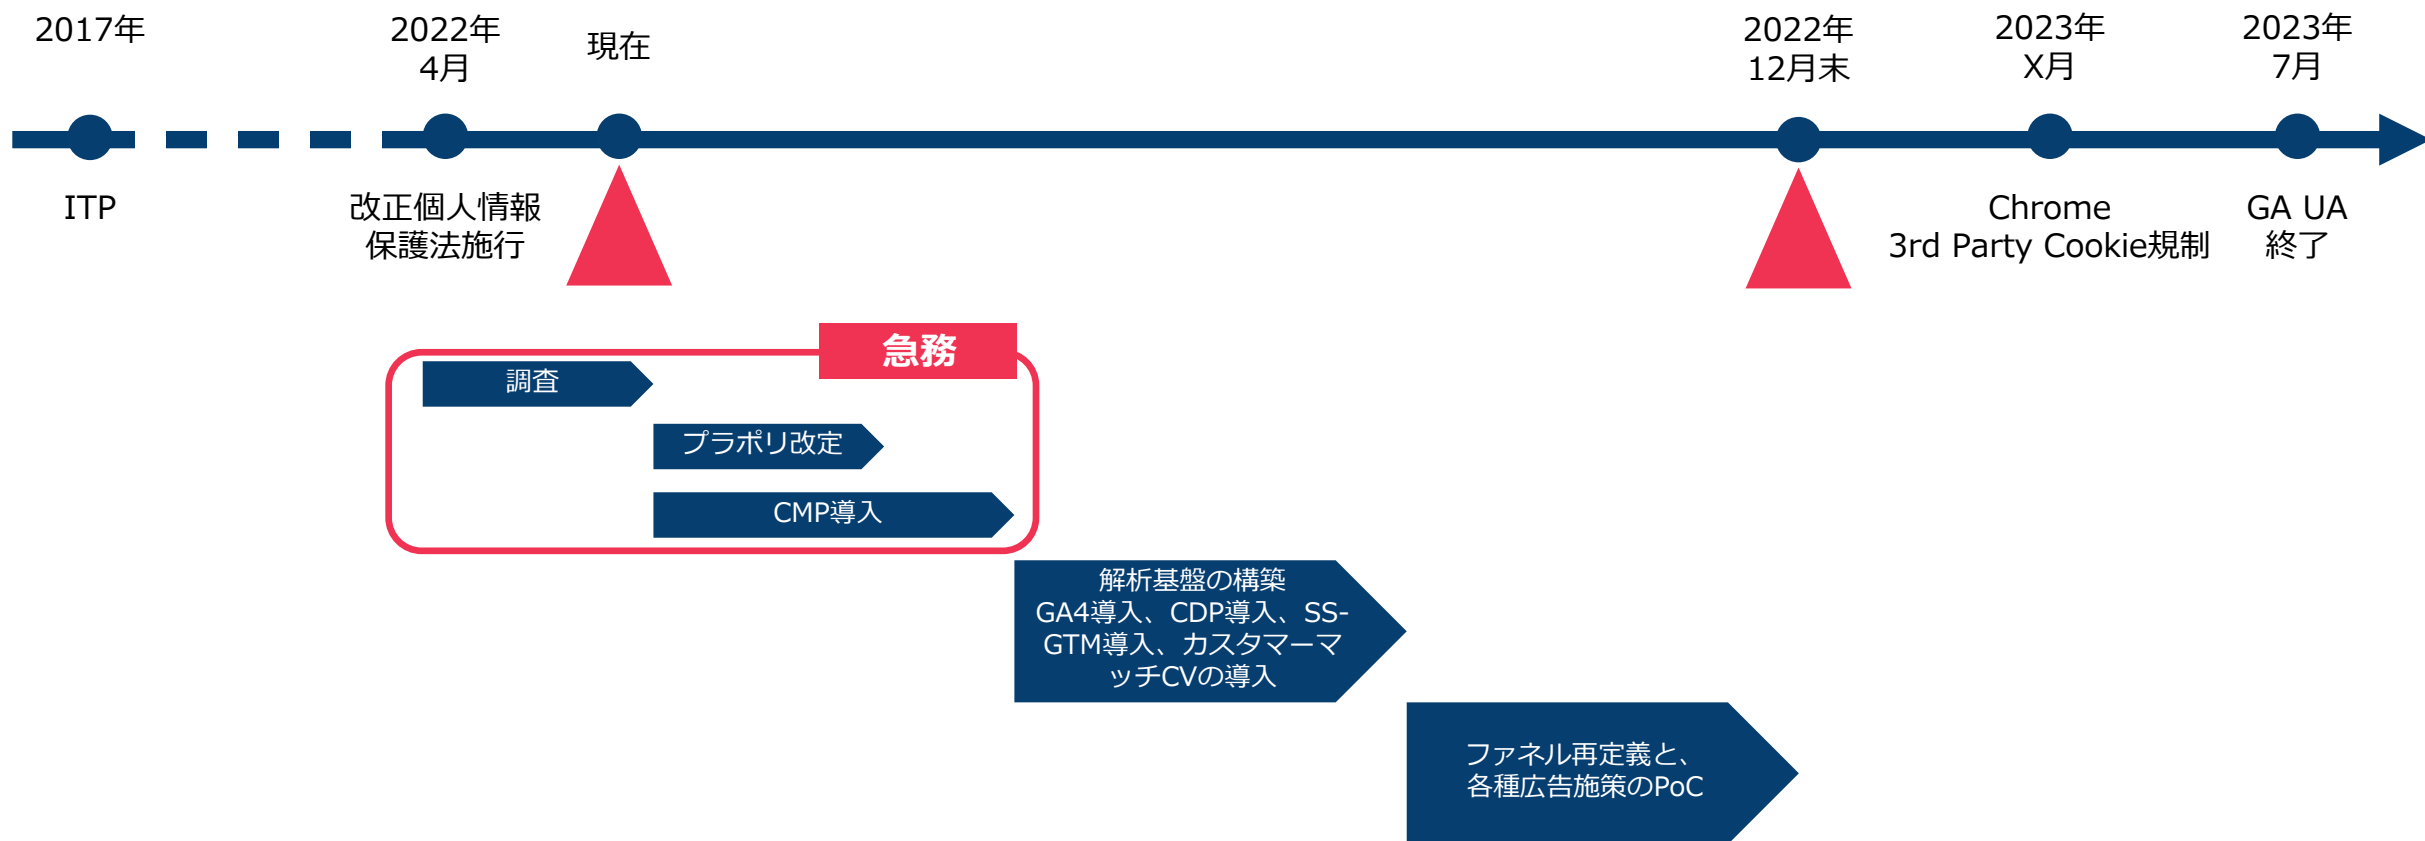 2017年
2022年
4月
現在
2022年
12月末
2023年
X月
2023年
7月
ITP
改正個人情報
保護法施行
Chrome
3rd Party Cookie規制
GA UA
終了
急務
調査
プラポリ改定
CMP導入
解析基盤の構築
GA4導入、CDP導入、SS-
GTM導入、カスタマーマ
ッチCVの導入
ファネル再定義と、
各種広告施策のPoC